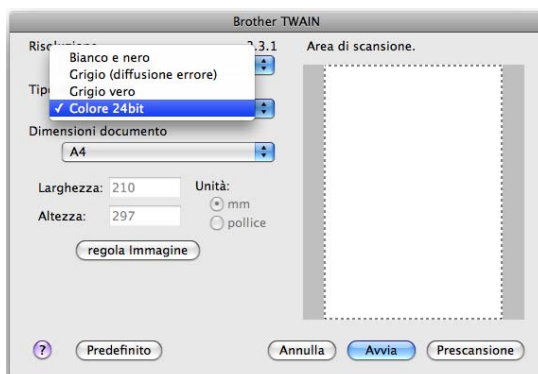 Brother TWAIN
Area di scansione.
Bianco e nero
Grigio (diffusione errore)
Grigio vero
✓ Colore 24bit
Dimensioni documento
A4
Larghezza: 210
Altezza: 297
Unità:
mm
pollice
regola Immagine
? Predefinito
Annulla Avvia Prescansione